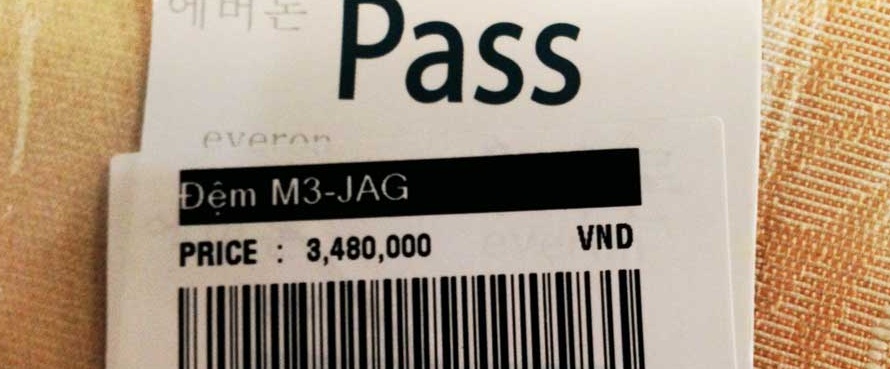 에버론
Pass
everon
Đệm M3-JAG
PRICE : 3,480,000 VND